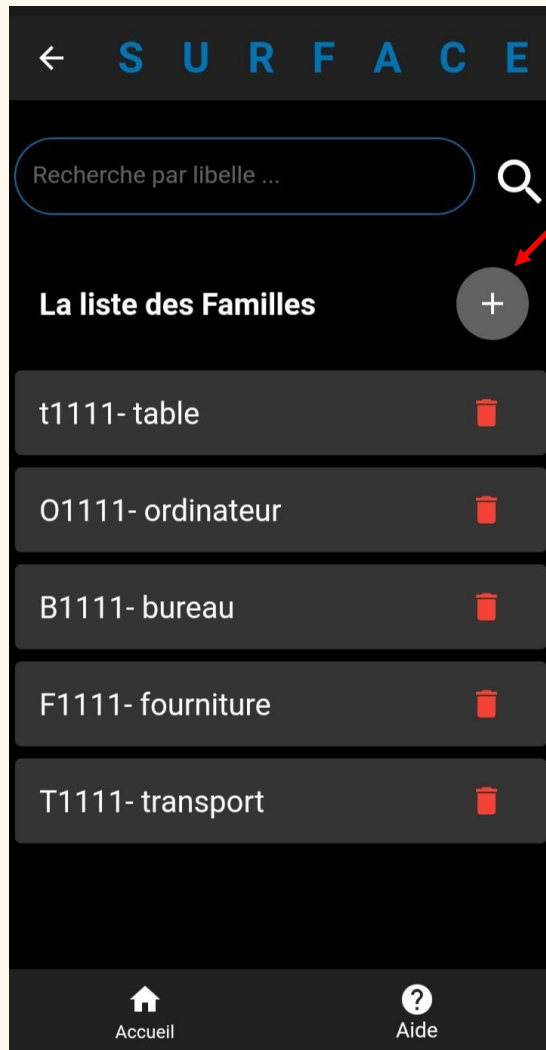 S U R F A C E
Recherche par libelle ...
La liste des Familles
t1111- table
O1111- ordinateur
B1111- bureau
F1111- fourniture
T1111- transport
Accueil
Aide